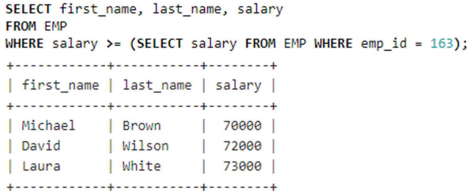 SELECT first_name, last_name, salary
FROM EMP
WHERE salary >= (SELECT salary FROM EMP WHERE emp_id = 163);
+------------+-----------+--------+
| first_name | last_name | salary |
+------------+-----------+--------+
| Michael    | Brown     |  70000 |
| David      | Wilson    |  72000 |
| Laura      | White     |  73000 |
+------------+-----------+--------+